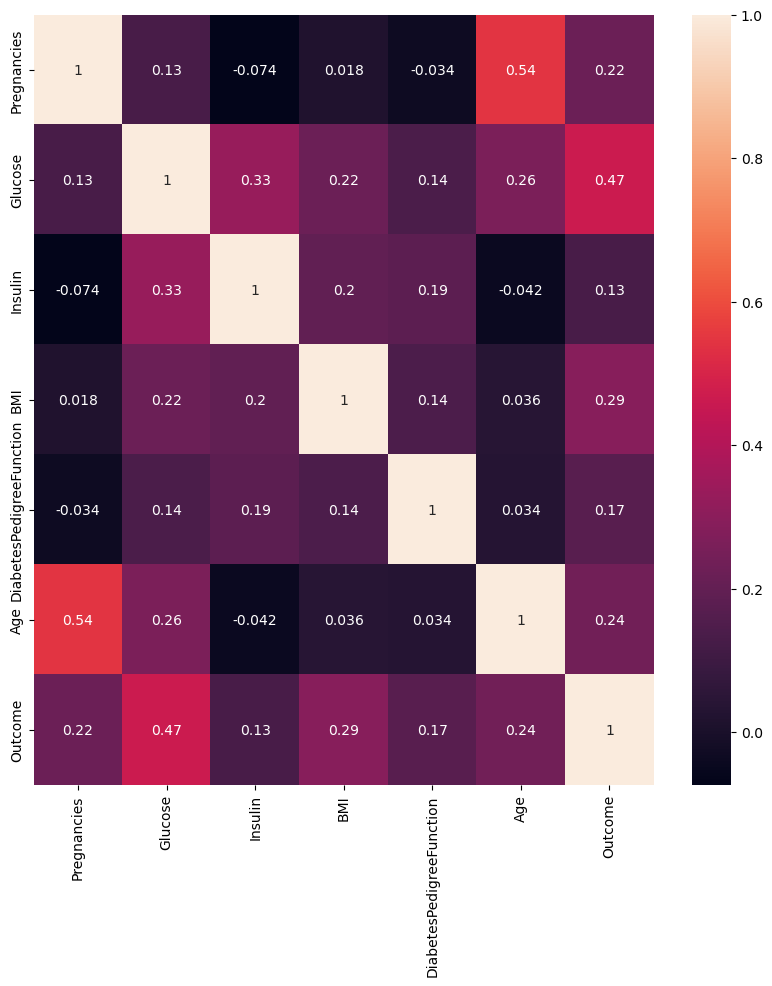 Pregnancies 1 0.13 -0.074 0.018 -0.034 0.54 0.22
Glucose 0.13 1 0.33 0.22 0.14 0.26 0.47
Insulin -0.074 0.33 1 0.2 0.19 -0.042 0.13
BMI 0.018 0.22 0.2 1 0.14 0.036 0.29
DiabetesPedigreeFunction -0.034 0.14 0.19 0.14 1 0.034 0.17
Age 0.54 0.26 -0.042 0.036 0.034 1 0.24
Outcome 0.22 0.47 0.13 0.29 0.17 0.24 1
Pregnancies Glucose Insulin BMI DiabetesPedigreeFunction Age Outcome
1.0
0.8
0.6
0.4
0.2
0.0